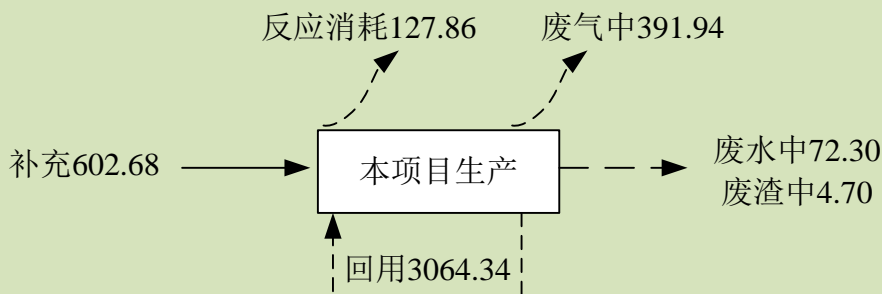 反应消耗127.86
废气中391.94
补充602.68
本项目生产
废水中72.30
废渣中4.70
回用3064.34